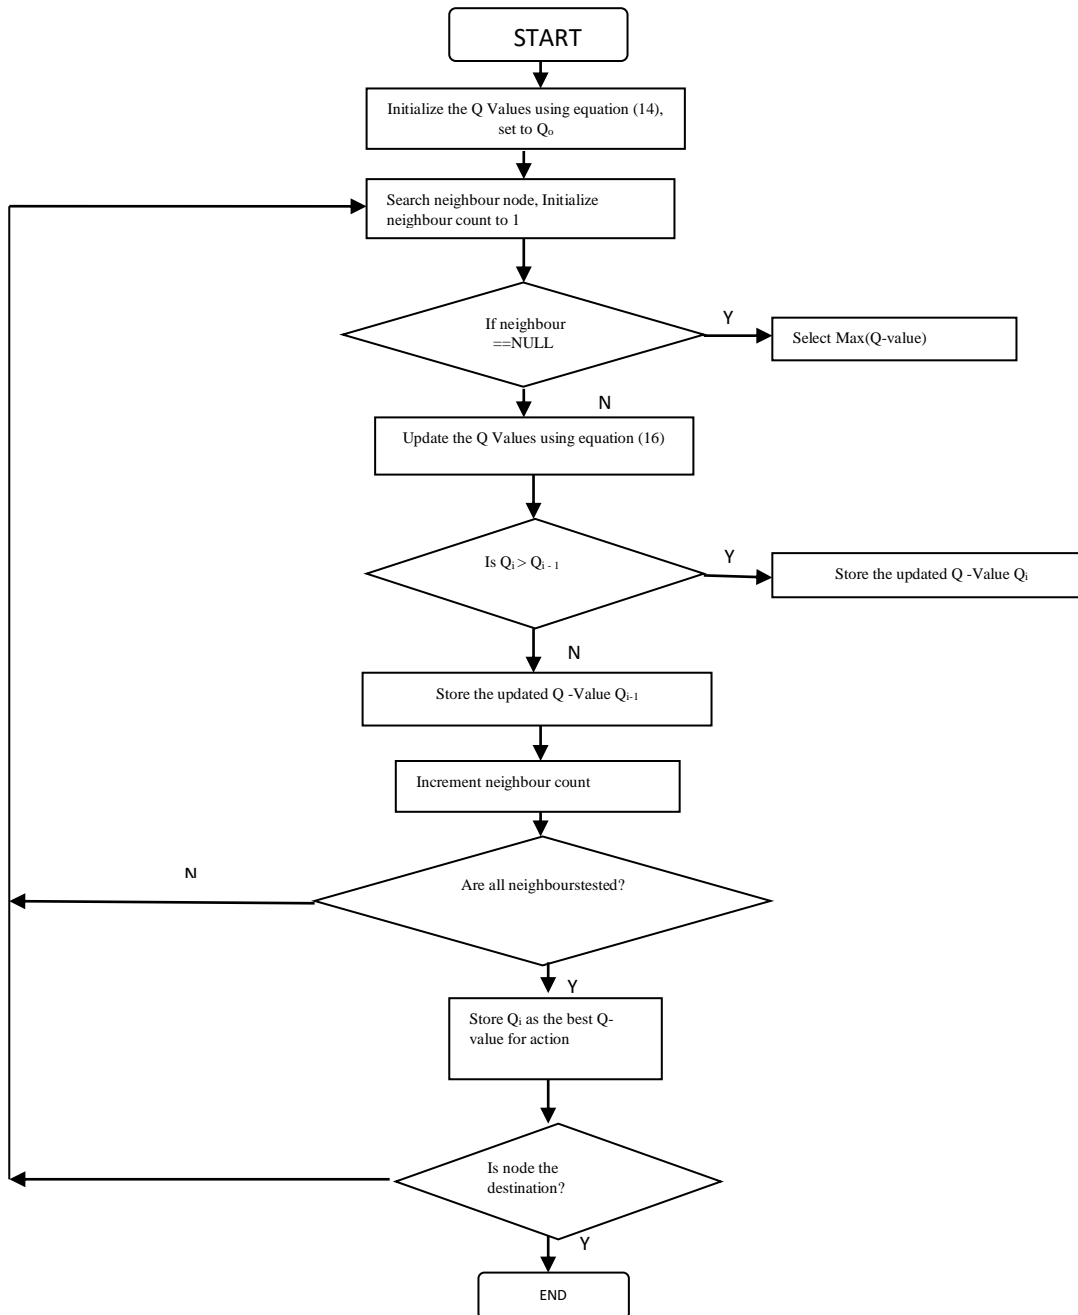 START
Initialize the Q Values using equation (14),
set to Qₒ
Search neighbour node, Initialize
neighbour count to 1
If neighbour
==NULL
Y
Select Max(Q-value)
N
Update the Q Values using equation (16)
Is Qᵢ > Qᵢ₋₁
Y
Store the updated Q -Value Qᵢ
N
Store the updated Q -Value Qᵢ₋₁
Increment neighbour count
Are all neighbourstested?
N
Y
Store Qᵢ as the best Q-
value for action
Is node the
destination?
Y
END